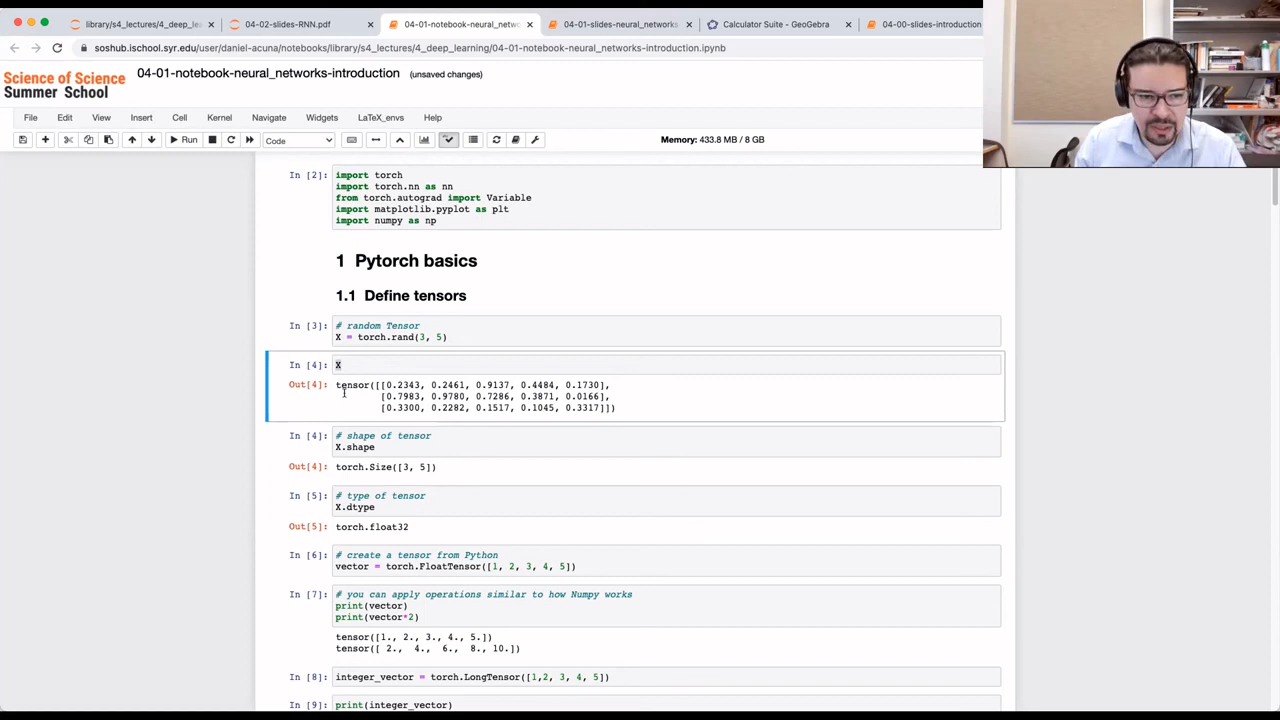 library/s4_lectures/4_deep_lea
04-02-slides-RNN.pdf
04-01-notebook-neural_network
04-01-slides-neural_networks
Calculator Suite - GeoGebra
04-00-slides-introduction
soshub.ischool.syr.edu/user/daniel-acuna/notebooks/library/s4_lectures/4_deep_learning/04-01-notebook-neural_networks-introduction.ipynb
Science of Science
Summer School
04-01-notebook-neural_networks-introduction (unsaved changes)
File Edit View Insert Cell Kernel Navigate Widgets LaTeX_envs Help
Run Code Memory: 433.8 MB / 8 GB
In [2]: import torch
import torch.nn as nn
from torch.autograd import Variable
import matplotlib.pyplot as plt
import numpy as np
1 Pytorch basics
1.1 Define tensors
In [3]: # random Tensor
X = torch.rand(3, 5)
In [4]: X
Out[4]: tensor([[0.2343, 0.2461, 0.9137, 0.4484, 0.1730],
[0.7983, 0.9780, 0.7286, 0.3871, 0.0166],
[0.3300, 0.2282, 0.1517, 0.1045, 0.3317]])
In [4]: # shape of tensor
X.shape
Out[4]: torch.Size([3, 5])
In [5]: # type of tensor
X.dtype
Out[5]: torch.float32
In [6]: # create a tensor from Python
vector = torch.FloatTensor([1, 2, 3, 4, 5])
In [7]: # you can apply operations similar to how Numpy works
print(vector)
print(vector*2)
tensor([1., 2., 3., 4., 5.])
tensor([ 2., 4., 6., 8., 10.])
In [8]: integer_vector = torch.LongTensor([1,2, 3, 4, 5])
In [9]: print(integer_vector)